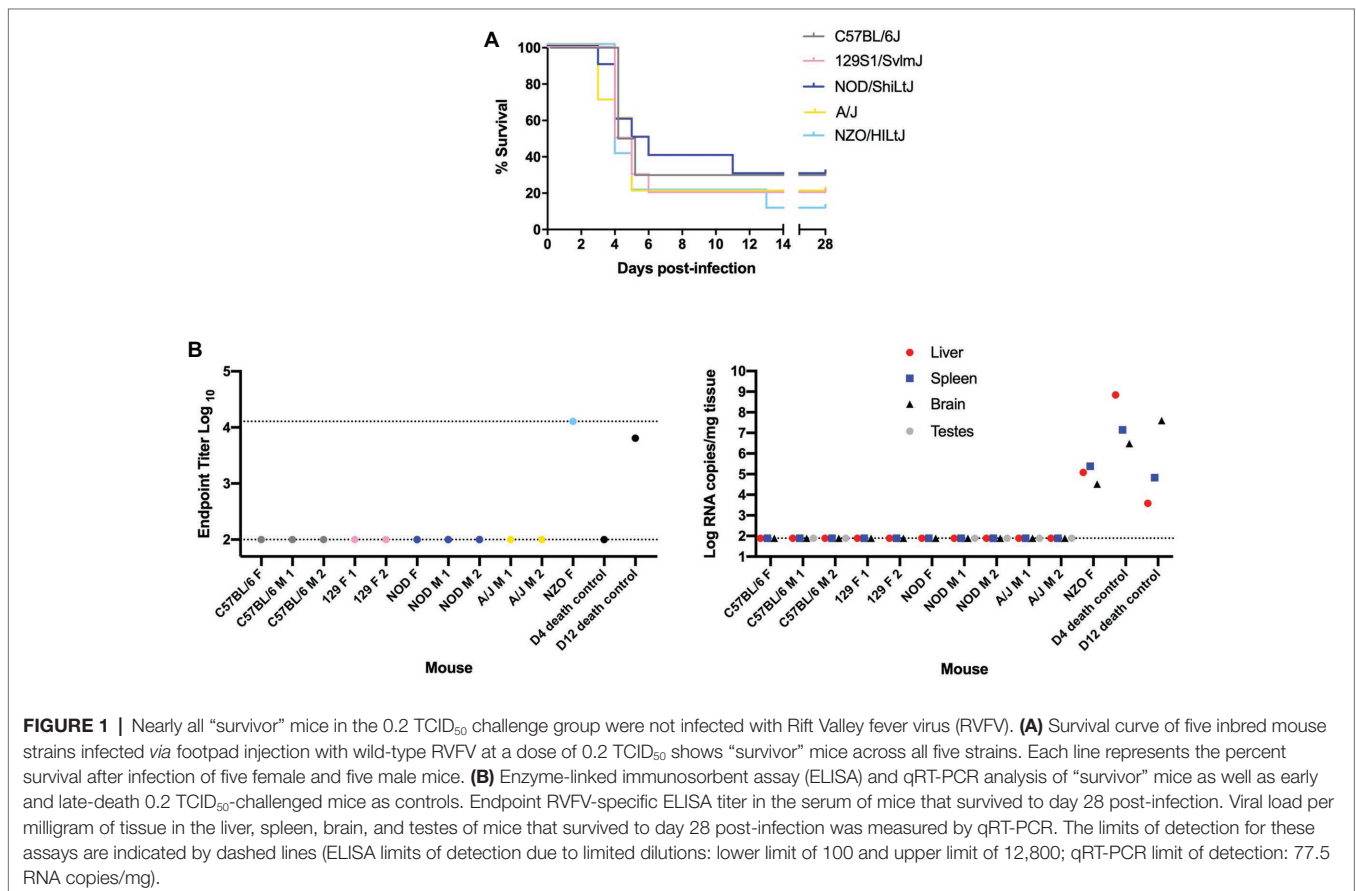 A
% Survival
100
80
60
40
20
0
0 2 4 6 8 10 12 14 28
Days post-infection
C57BL/6J
129S1/SvlmJ
NOD/ShiLtJ
A/J
NZO/HILtJ
B
Endpoint Titer Log 10
5
4
3
2
C57BL/6 F
C57BL/6 M 1
C57BL/6 M 2
129 F 1
129 F 2
NOD F
NOD M 1
NOD M 2
A/J M 1
A/J M 2
NZO F
D4 death control
D12 death control
Mouse
Liver
Spleen
Brain
Testes
Log RNA copies/mg tissue
10
9
8
7
6
5
4
3
2
1
C57BL/6 F
C57BL/6 M 1
C57BL/6 M 2
129 F 1
129 F 2
NOD F
NOD M 1
NOD M 2
A/J M 1
A/J M 2
NZO F
D4 death control
D12 death control
Mouse
FIGURE 1 | Nearly all “survivor” mice in the 0.2 TCID₅₀ challenge group were not infected with Rift Valley fever virus (RVFV). (A) Survival curve of five inbred mouse
strains infected via footpad injection with wild-type RVFV at a dose of 0.2 TCID₅₀ shows “survivor” mice across all five strains. Each line represents the percent
survival after infection of five female and five male mice. (B) Enzyme-linked immunosorbent assay (ELISA) and qRT-PCR analysis of “survivor” mice as well as early
and late-death 0.2 TCID₅₀-challenged mice as controls. Endpoint RVFV-specific ELISA titer in the serum of mice that survived to day 28 post-infection. Viral load per
milligram of tissue in the liver, spleen, brain, and testes of mice that survived to day 28 post-infection was measured by qRT-PCR. The limits of detection for these
assays are indicated by dashed lines (ELISA limits of detection due to limited dilutions: lower limit of 100 and upper limit of 12,800; qRT-PCR limit of detection: 77.5
RNA copies/mg).